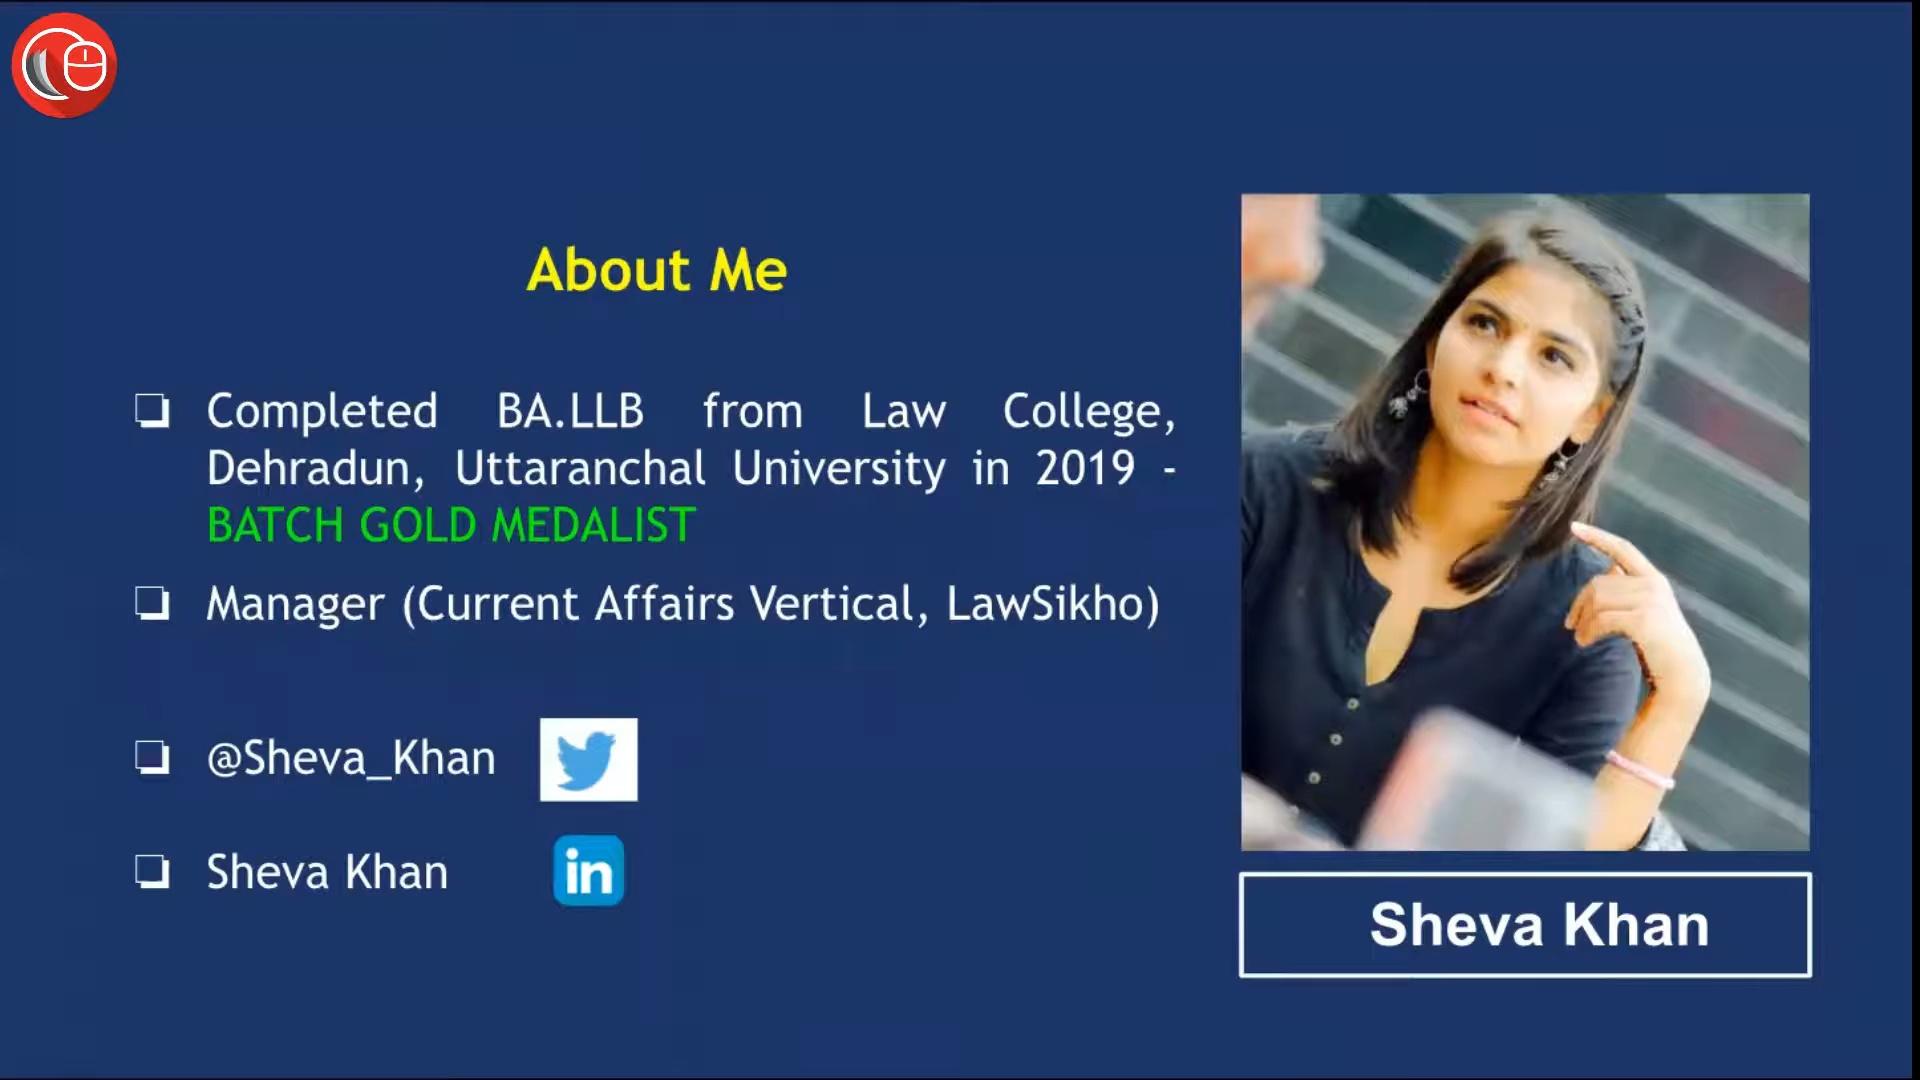 About Me
Completed BA.LLB from Law College,
Dehradun, Uttaranchal University in 2019 -
BATCH GOLD MEDALIST
Manager (Current Affairs Vertical, LawSikho)
@Sheva_Khan
Sheva Khan
in
Sheva Khan